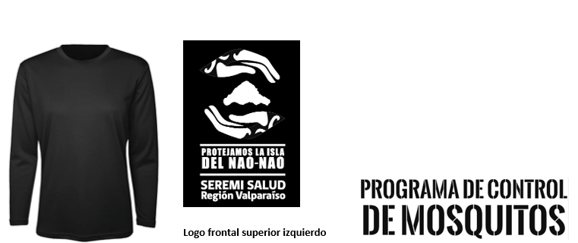 PROTEJAMOS LA ISLA
DEL NAO-NAO
SEREMI SALUD
Región Valparaíso
Logo frontal superior izquierdo
PROGRAMA DE CONTROL
DE MOSQUITOS